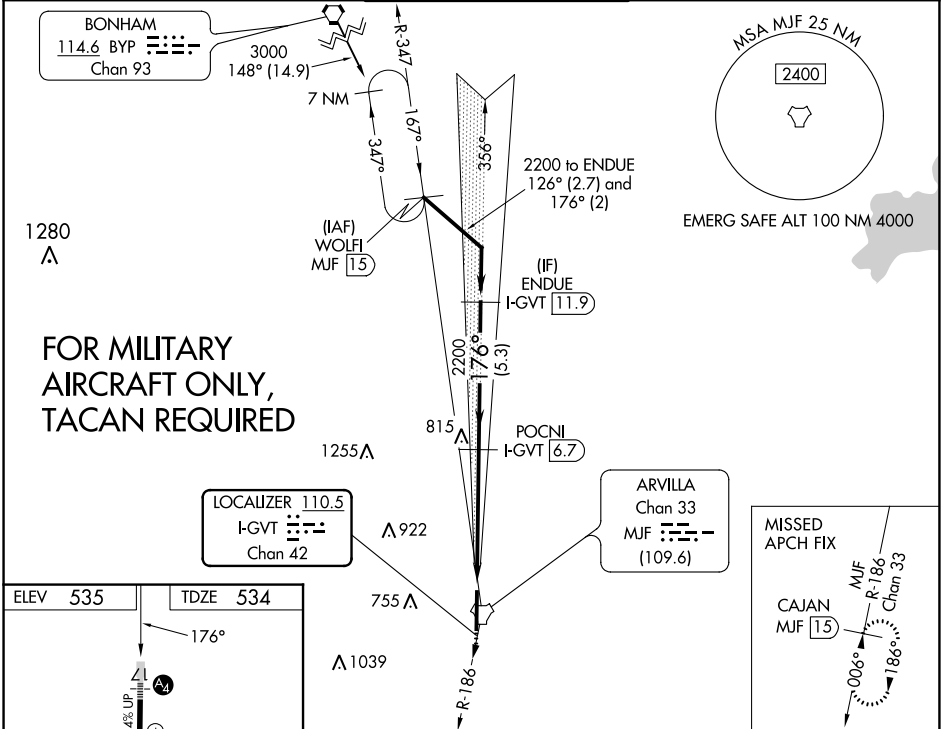 BONHAM
114.6 BYP
Chan 93
3000
148° (14.9)
7 NM
R-347
167°
347°
356°
MSA MJF 25 NM
2400
EMERG SAFE ALT 100 NM 4000
2200 to ENDUE
126° (2.7) and
176° (2)
1280
(IAF)
WOLFI
MJF 15
(IF)
ENDUE
I-GVT 11.9
2200
176°
(5.3)
FOR MILITARY
AIRCRAFT ONLY,
TACAN REQUIRED
815
1255
POCNI
I-GVT 6.7
LOCALIZER 110.5
I-GVT
Chan 42
922
ARVILLA
Chan 33
MJF
(109.6)
MISSED
APCH FIX
MJF
R-186
Chan 33
CAJAN
MJF 15
006°
186°
755
1039
R-186
ELEV 535
TDZE 534
176°
17
A4
4% UP